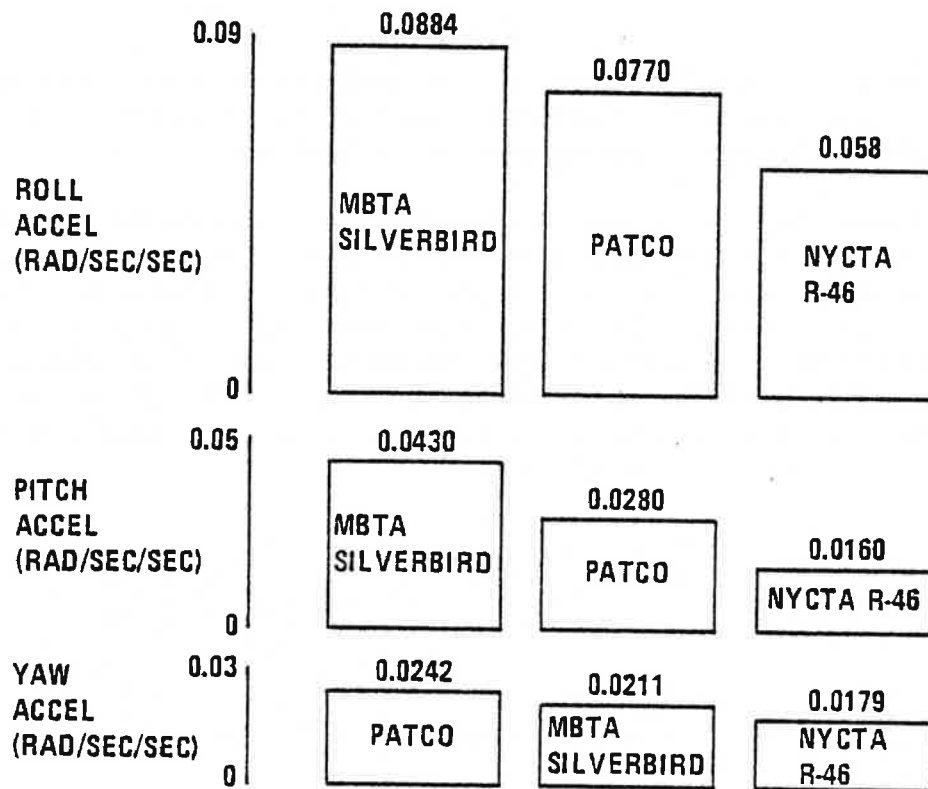 0.09
0.0884
0.0770
0.058
ROLL
ACCEL
(RAD/SEC/SEC)
MBTA
SILVERBIRD
PATCO
NYCTA
R-46
0
0.05
0.0430
0.0280
0.0160
PITCH
ACCEL
(RAD/SEC/SEC)
MBTA
SILVERBIRD
PATCO
NYCTA R-46
0
0.03
0.0242
0.0211
0.0179
YAW
ACCEL
(RAD/SEC/SEC)
PATCO
MBTA
SILVERBIRD
NYCTA
R-46
0